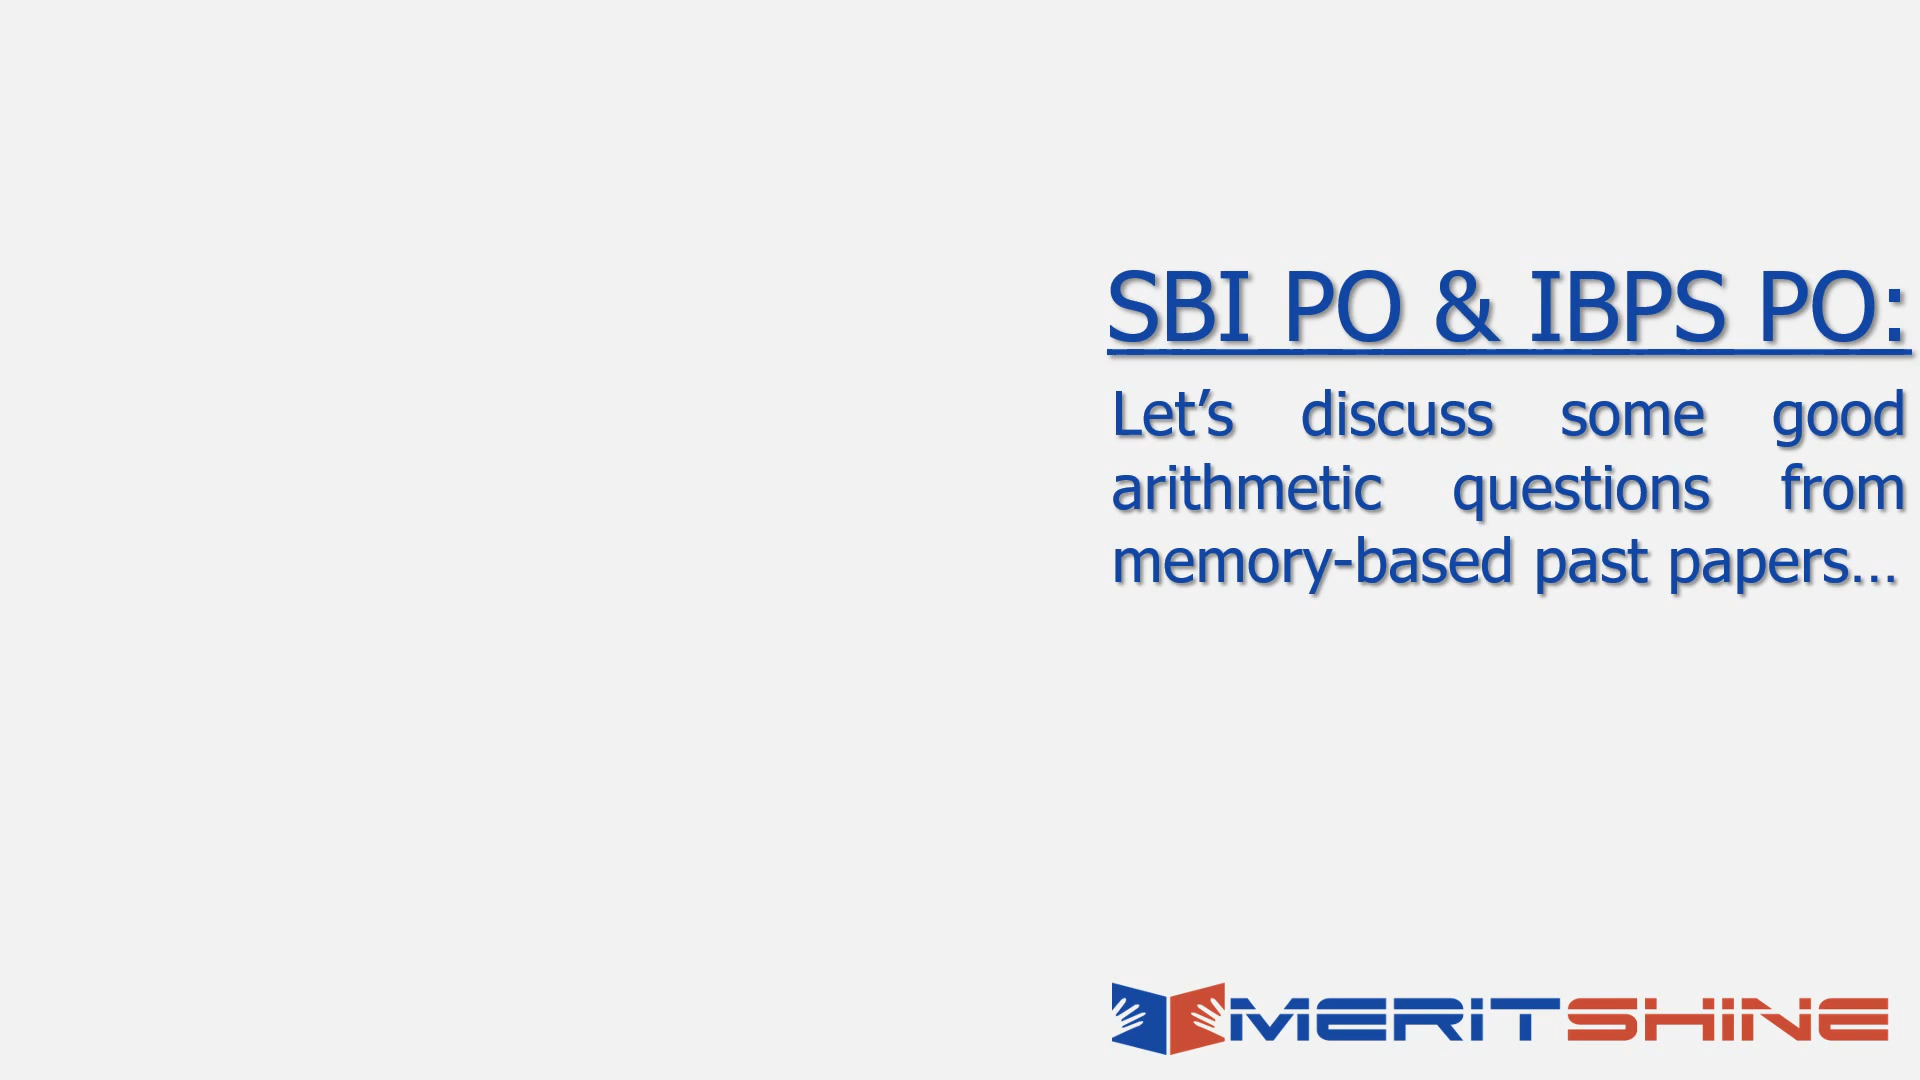 SBI PO & IBPS PO:
Let’s discuss some good
arithmetic questions from
memory-based past papers…
MERITSHINE